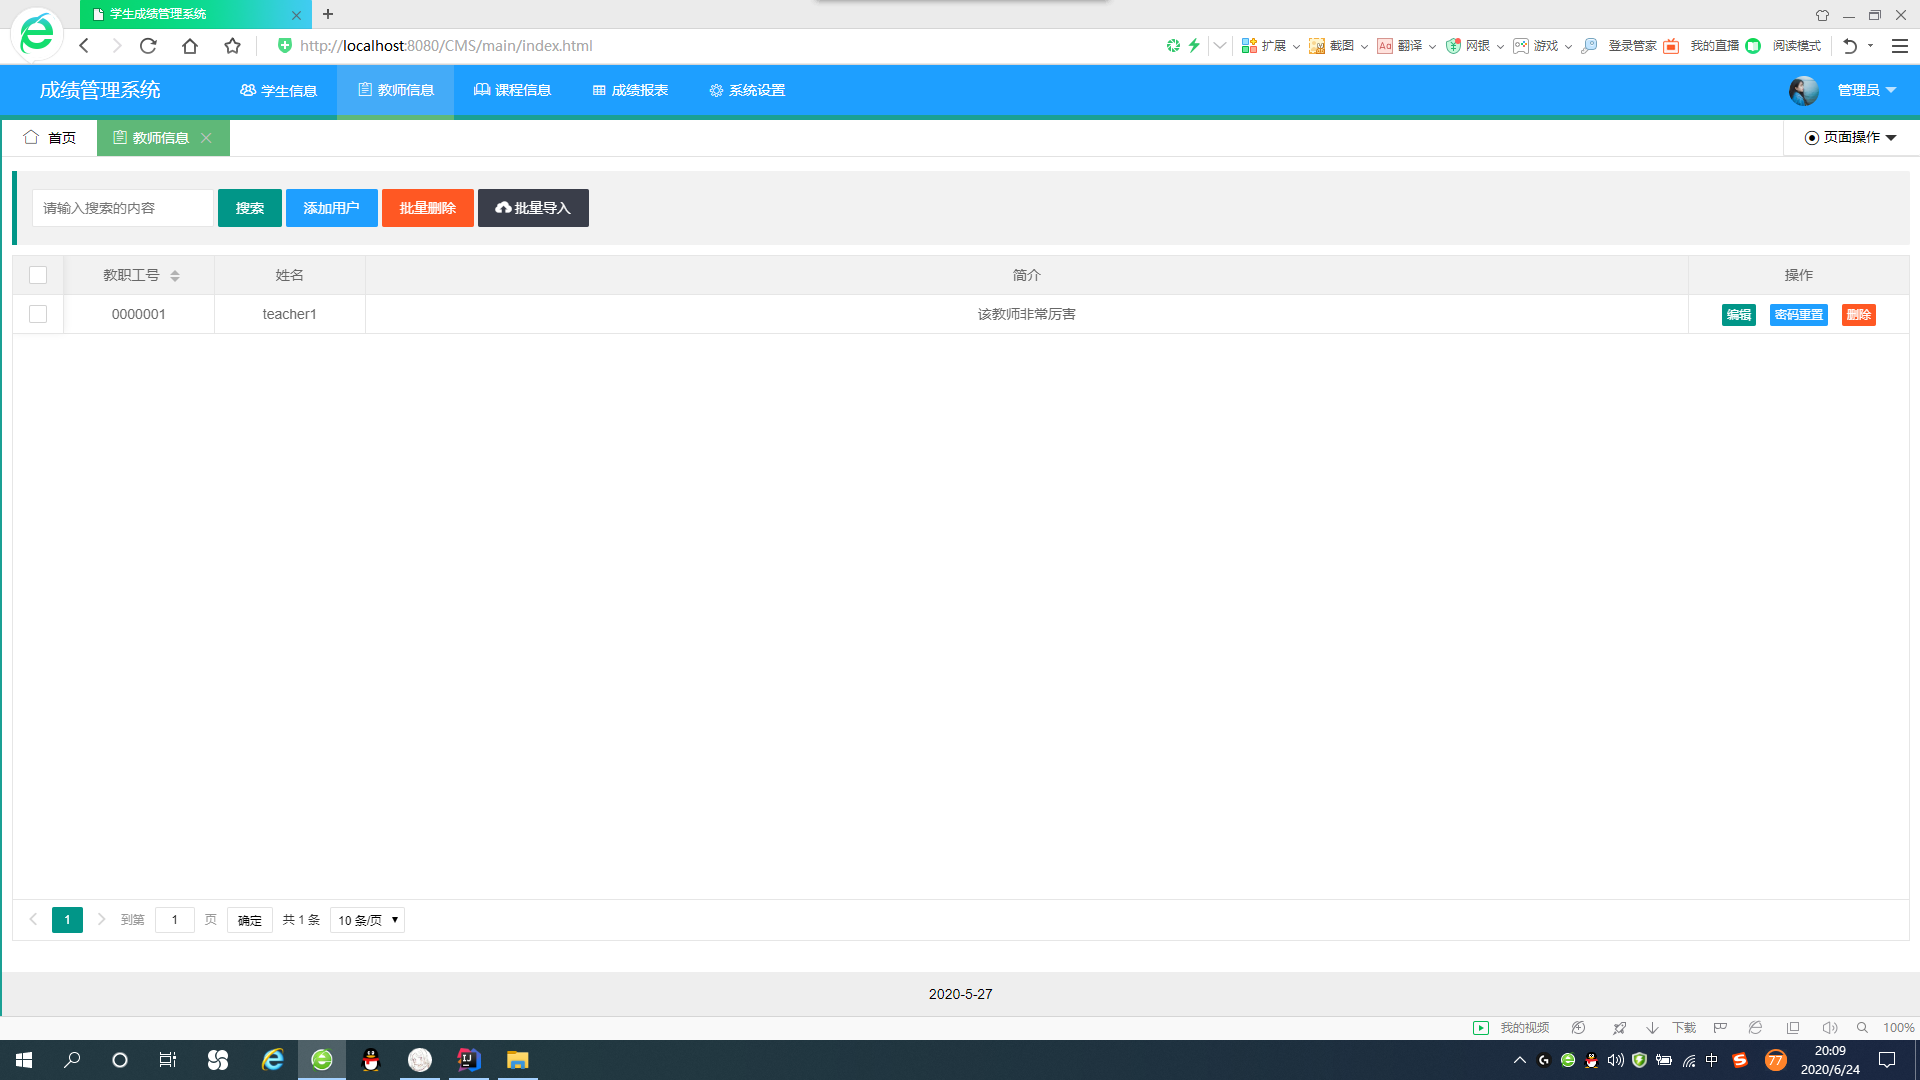 学生成绩管理系统
http://localhost:8080/CMS/main/index.html
扩展 截图 Aa 翻译 网银 游戏 登录管家 我的直播 阅读模式
成绩管理系统 学生信息 教师信息 课程信息 成绩报表 系统设置 管理员
首页 教师信息 页面操作
请输入搜索的内容 搜索 添加用户 批量删除 批量导入
教职工号 姓名 简介 操作
0000001 teacher1 该教师非常厉害 编辑 密码重置 删除
1 到第 1 页 确定 共 1 条 10 条/页
2020-5-27
我的视频 下载 100%
IJ 中 S 77 20:09
2020/6/24